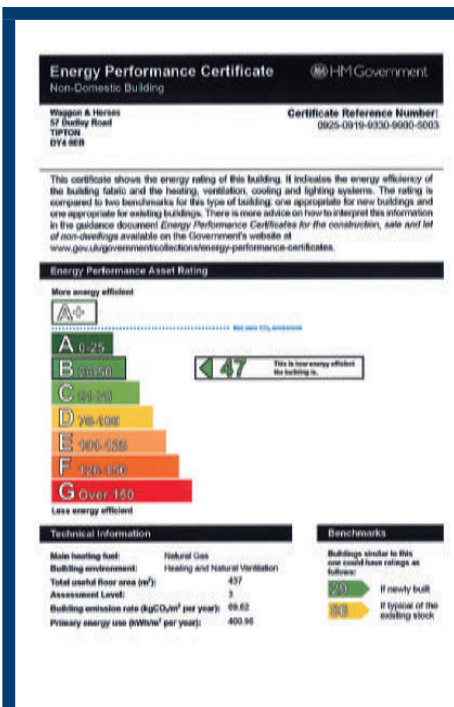 Energy Performance Certificate
HM Government
Non-Domestic Building
Waggon & Horses
57 Dudley Road
TIPTON
DY4 8EB
Certificate Reference Number:
0925-0919-9330-9000-5003
This certificate shows the energy rating of this building. It indicates the energy efficiency of
the building fabric and the heating, ventilation, cooling and lighting systems. The rating is
compared to two benchmarks for this type of building: one appropriate for new buildings and
one appropriate for existing buildings. There is more advice on how to interpret this information
in the guidance document Energy Performance Certificates for the construction, sale and let
of non-dwellings available on the Government's website at
www.gov.uk/government/collections/energy-performance-certificates.
Energy Performance Asset Rating
More energy efficient
A+
Net zero CO₂ emissions
A 0-25
B 26-50
47
This is how energy efficient
the building is.
C 51-75
D 76-100
E 101-125
F 126-150
G Over 150
Less energy efficient
Technical Information
Main heating fuel: Natural Gas
Building environment: Heating and Natural Ventilation
Total useful floor area (m²): 437
Assessment Level: 3
Building emission rate (kgCO₂/m² per year): 69.62
Primary energy use (kWh/m² per year): 400.98
Benchmarks
Buildings similar to this
one could have ratings as
follows:
29 If newly built
If typical of the
existing stock